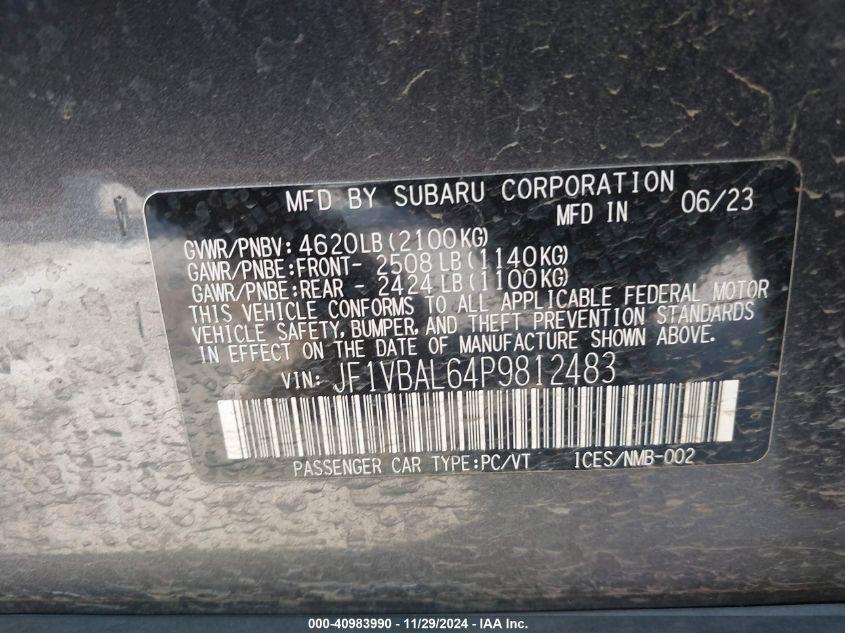 MFD BY SUBARU CORPORATION
MFD IN 06/23
GVWR/PNBV: 4620LB(2100KG)
GAWR/PNBE:FRONT- 2508 LB(1140KG)
GAWR/PNBE:REAR - 2424 LB(1100KG)
THIS VEHICLE CONFORMS TO ALL APPLICABLE FEDERAL MOTOR
VEHICLE SAFETY, BUMPER, AND THEFT PREVENTION STANDARDS
IN EFFECT ON THE DATE OF MANUFACTURE SHOWN ABOVE.
VIN: JF1VBAL64P9812483
PASSENGER CAR TYPE:PC/VT ICES/NMB-002
000-40983990 - 11/29/2024 - IAA Inc.